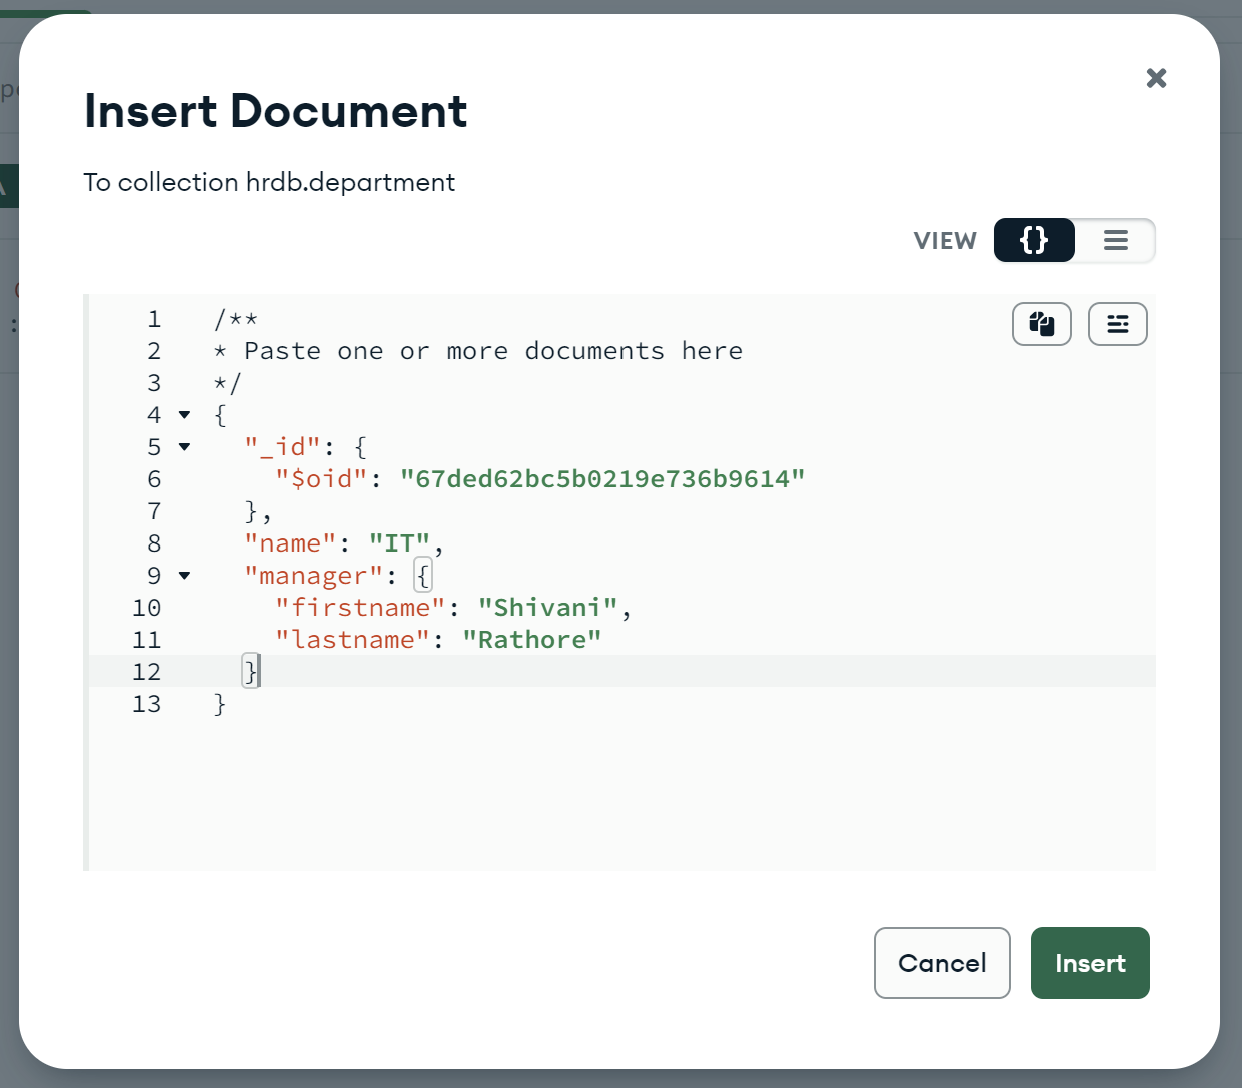 Insert Document
To collection hrdb.department
VIEW {}
1 /**
2 * Paste one or more documents here
3 */
4 {
5 "_id": {
6 "$oid": "67ded62bc5b0219e736b9614"
7 },
8 "name": "IT",
9 "manager": {
10 "firstname": "Shivani",
11 "lastname": "Rathore"
12 }
13 }
Cancel Insert